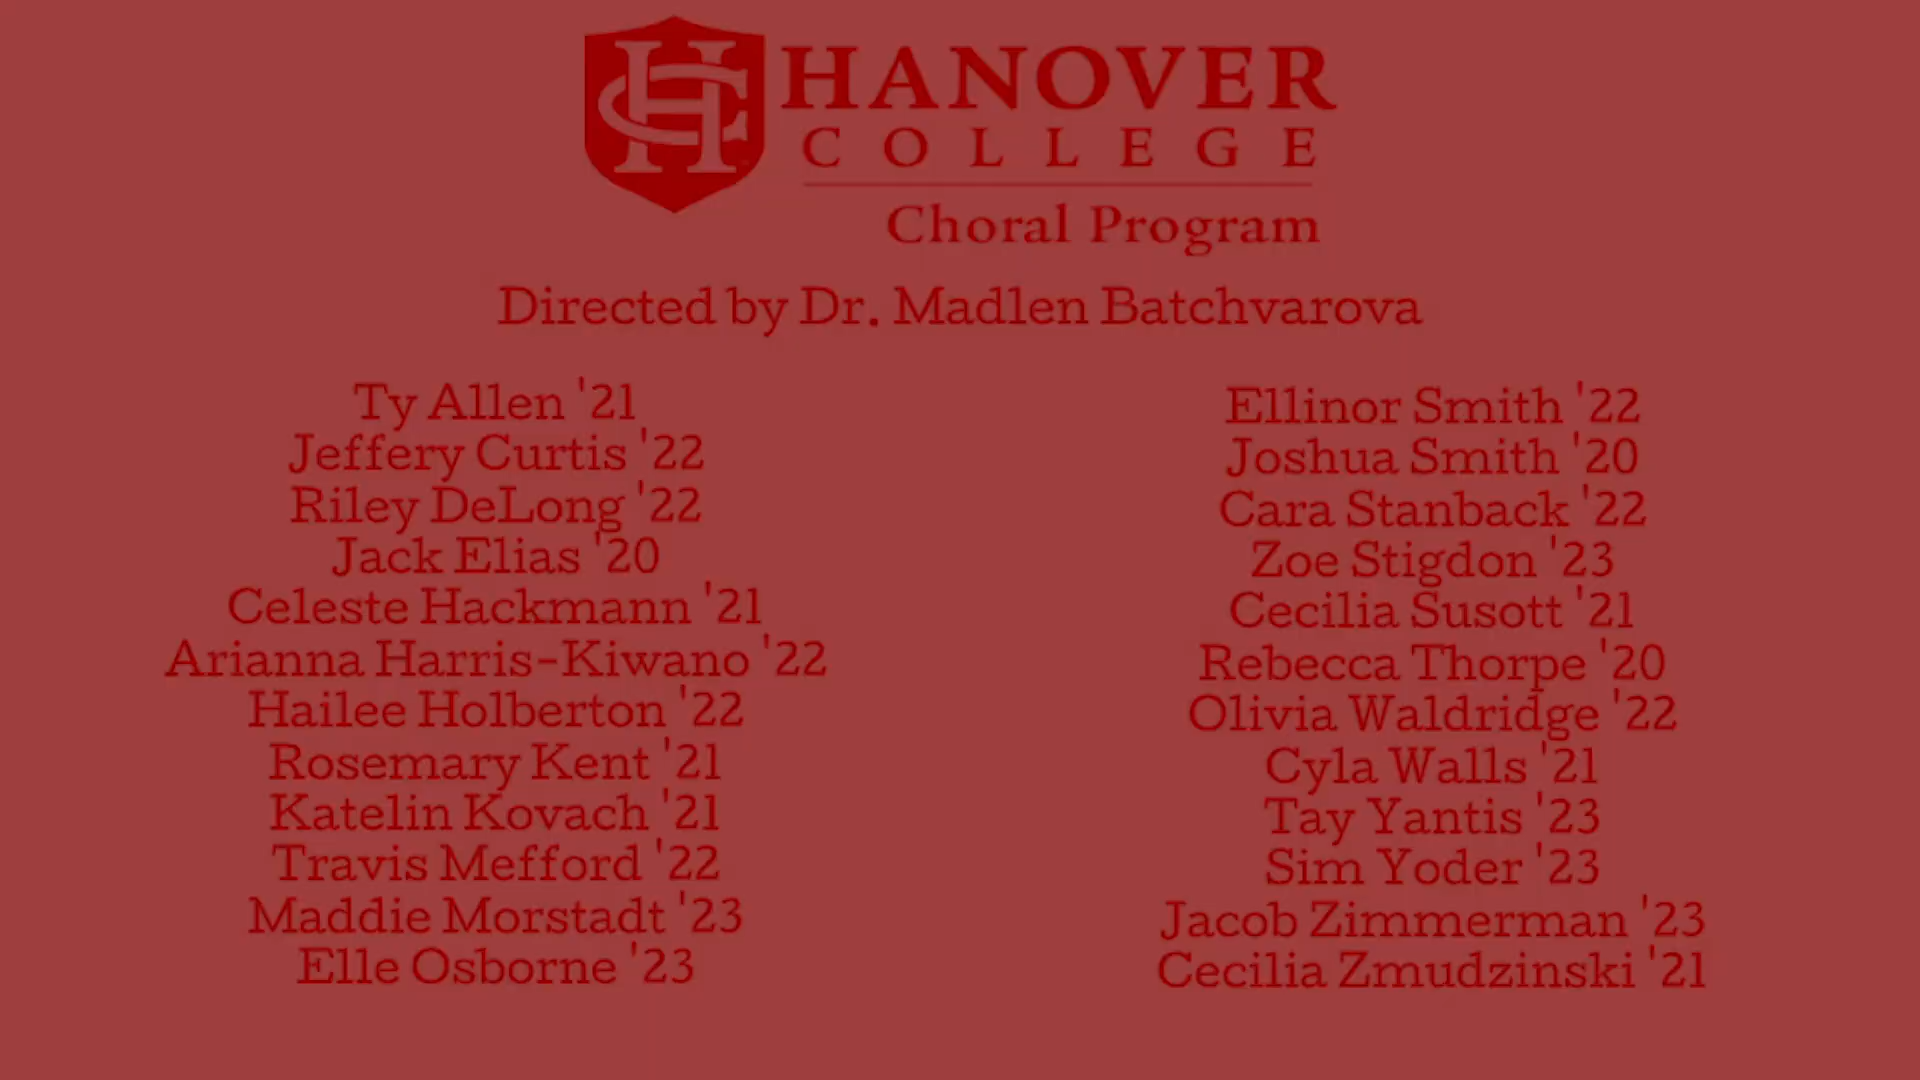 HC
HANOVER
COLLEGE
Choral Program
Directed by Dr. Madlen Batchvarova
Ty Allen '21
Jeffery Curtis '22
Riley DeLong '22
Jack Elias '20
Celeste Hackmann '21
Arianna Harris-Kiwano '22
Hailee Holberton '22
Rosemary Kent '21
Katelin Kovach '21
Travis Mefford '22
Maddie Morstadt '23
Elle Osborne '23
Ellinor Smith '22
Joshua Smith '20
Cara Stanback '22
Zoe Stigdon '23
Cecilia Susott '21
Rebecca Thorpe '20
Olivia Waldridge '22
Cyla Walls '21
Tay Yantis '23
Sim Yoder '23
Jacob Zimmerman '23
Cecilia Zmudzinski '21